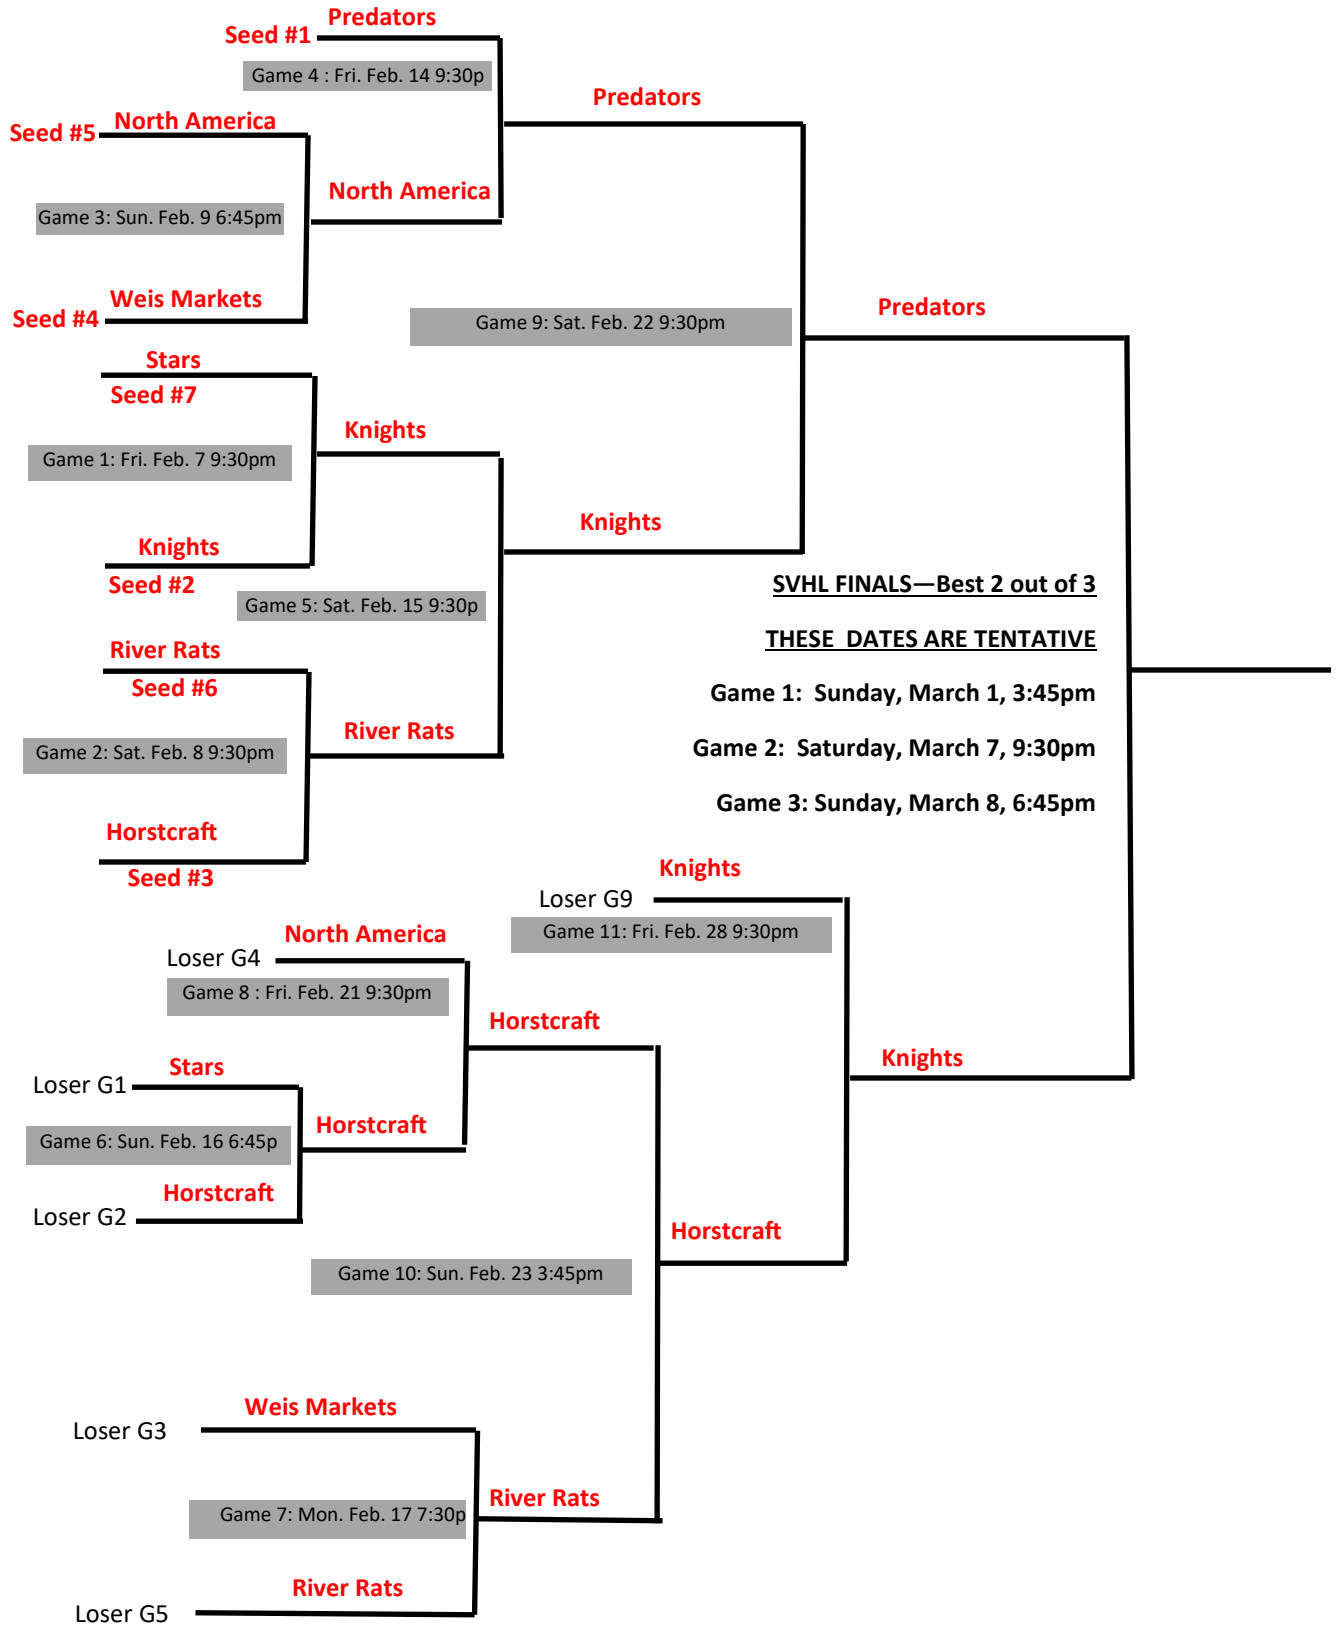 Predators
Seed #1
Game 4 : Fri. Feb. 14 9:30p
Predators
North America
Seed #5
North America
Game 3: Sun. Feb. 9 6:45pm
Weis Markets
Seed #4
Predators
Game 9: Sat. Feb. 22 9:30pm
Stars
Seed #7
Knights
Game 1: Fri. Feb. 7 9:30pm
Knights
Knights
Seed #2
Game 5: Sat. Feb. 15 9:30p
SVHL FINALS—Best 2 out of 3
THESE DATES ARE TENTATIVE
Game 1: Sunday, March 1, 3:45pm
Game 2: Saturday, March 7, 9:30pm
Game 3: Sunday, March 8, 6:45pm
River Rats
Seed #6
River Rats
Game 2: Sat. Feb. 8 9:30pm
Horstcraft
Seed #3
Knights
Loser G9
Game 11: Fri. Feb. 28 9:30pm
North America
Loser G4
Game 8 : Fri. Feb. 21 9:30pm
Horstcraft
Knights
Stars
Loser G1
Horstcraft
Game 6: Sun. Feb. 16 6:45p
Horstcraft
Loser G2
Horstcraft
Game 10: Sun. Feb. 23 3:45pm
Weis Markets
Loser G3
River Rats
Game 7: Mon. Feb. 17 7:30p
River Rats
Loser G5